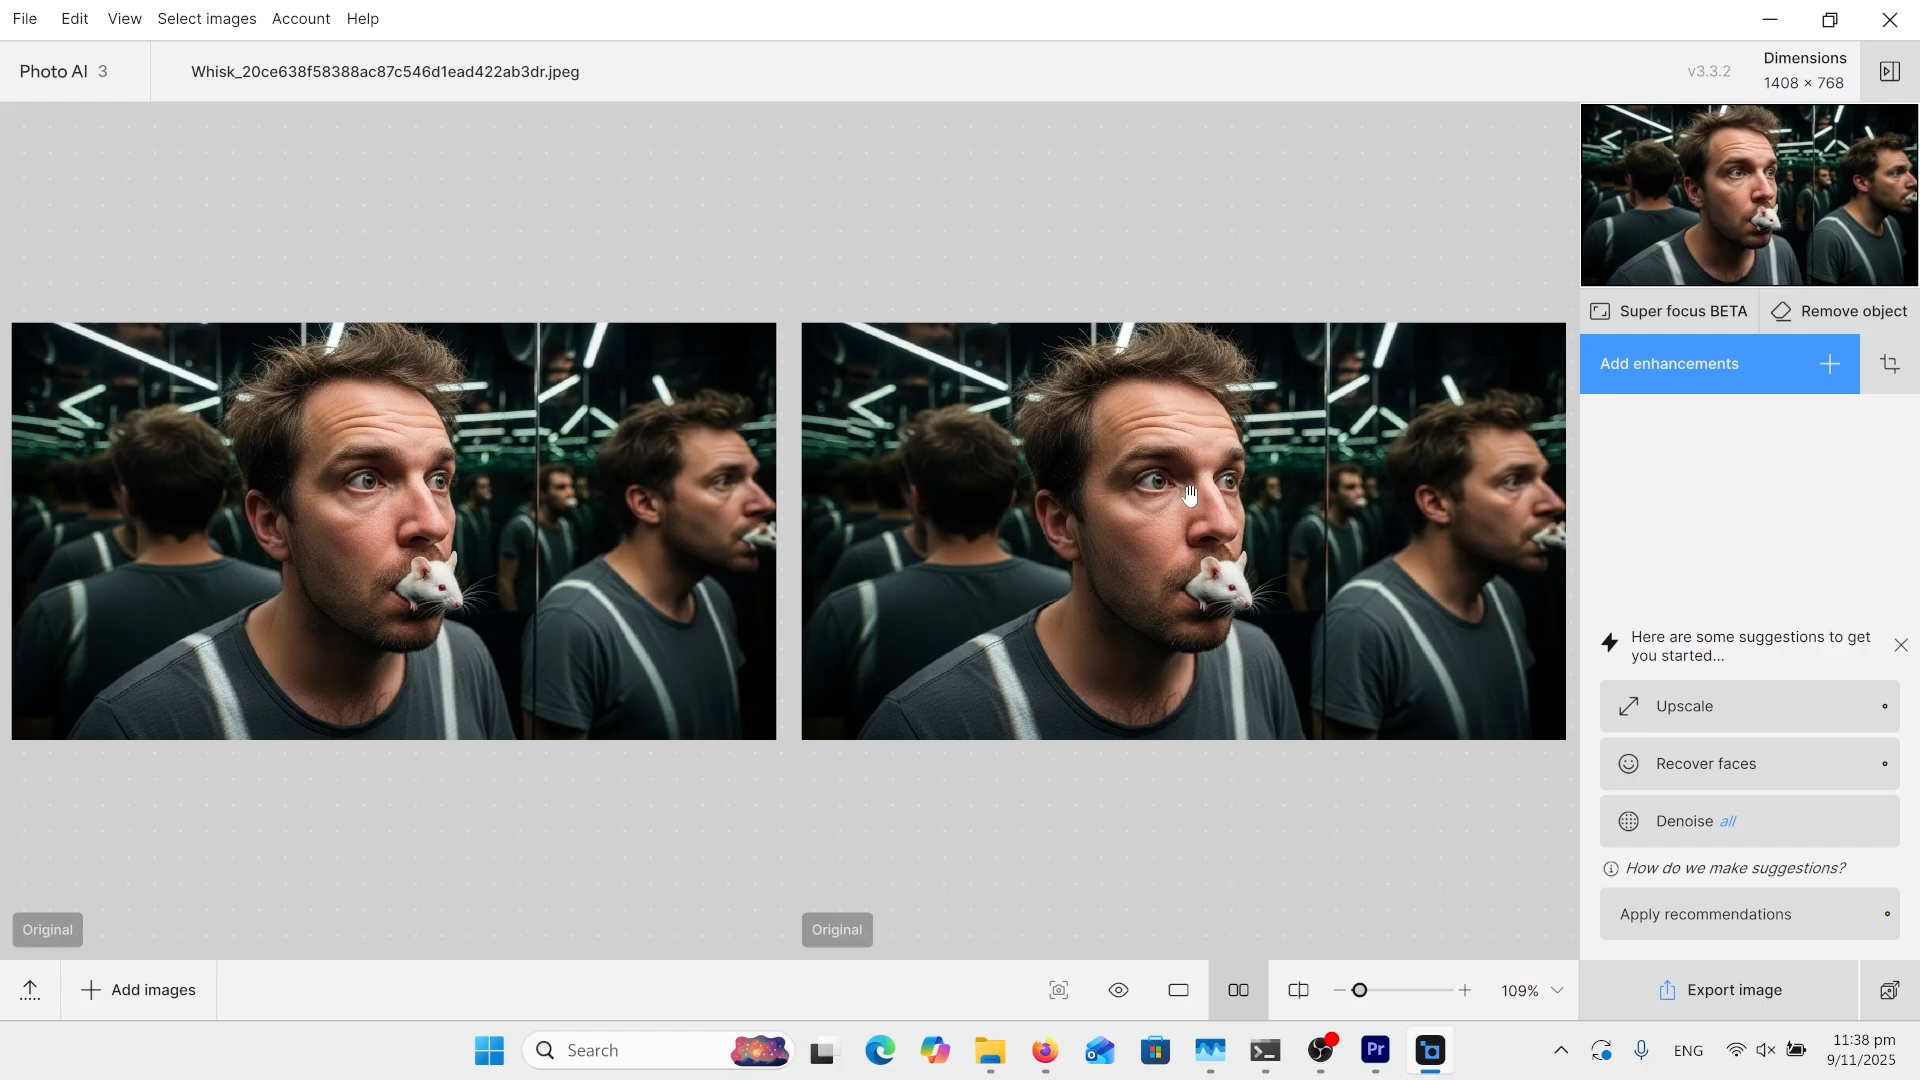 File Edit View Select images Account Help
Photo AI 3
Whisk_20ce638f58388ac87c546d1ead422ab3dr.jpeg
v3.3.2
Dimensions
1408 × 768
Super focus BETA
Remove object
Add enhancements
Here are some suggestions to get
you started...
Upscale
Recover faces
Denoise all
How do we make suggestions?
Apply recommendations
Original
Original
Add images
109%
Export image
Search
Pr
ENG
11:38 pm
9/11/2025